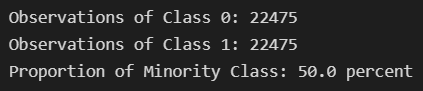 Observations of Class 0: 22475
Observations of Class 1: 22475
Proportion of Minority Class: 50.0 percent